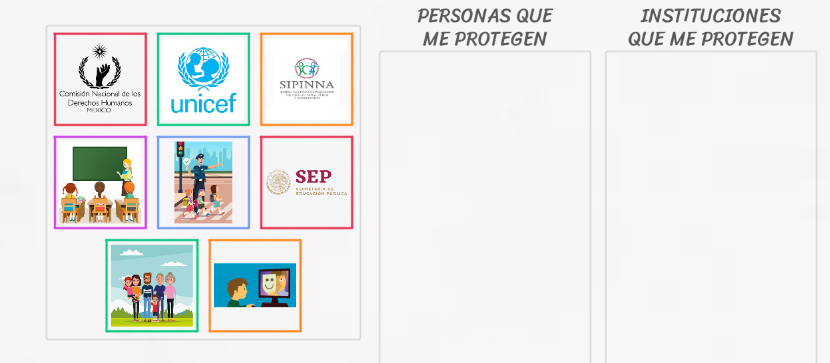 PERSONAS QUE
ME PROTEGEN
INSTITUCIONES
QUE ME PROTEGEN
Comisión Nacional de los
Derechos Humanos
MÉXICO
unicef
SIPINNA
SEP
SECRETARÍA DE
EDUCACIÓN PÚBLICA